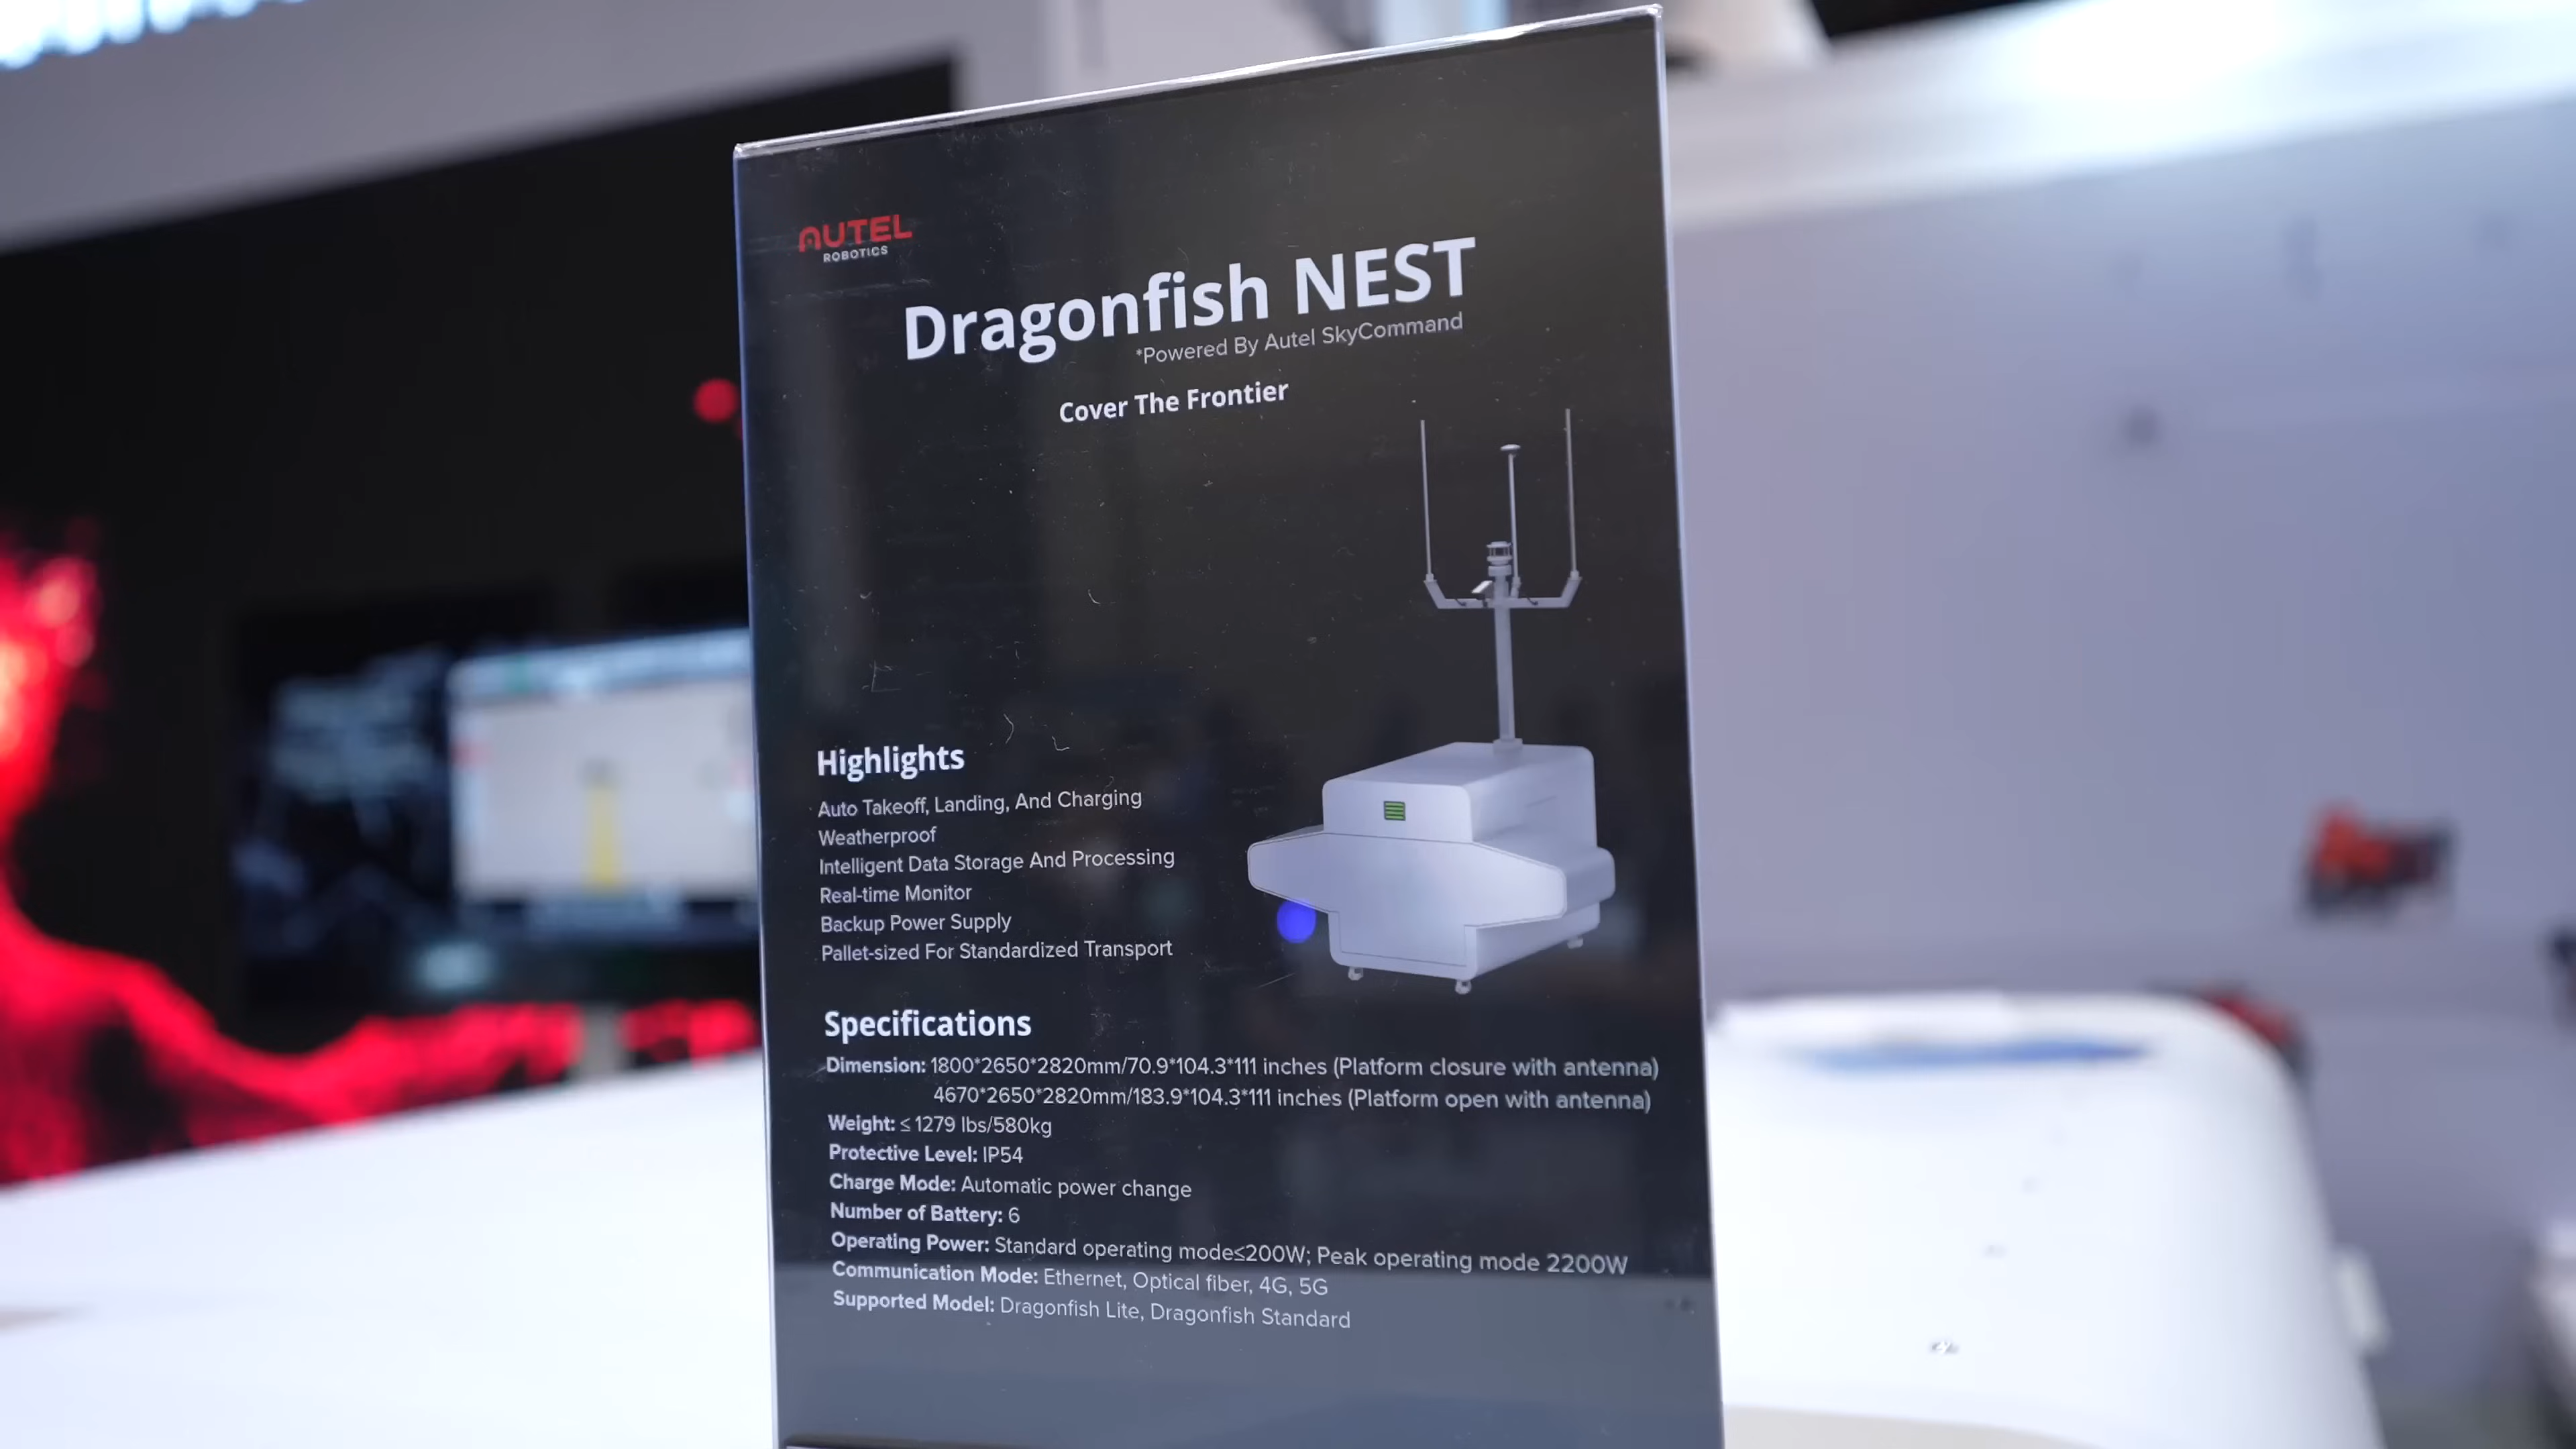 AUTEL
ROBOTICS
Dragonfish NEST
*Powered By Autel SkyCommand
Cover The Frontier
Highlights
Auto Takeoff, Landing, And Charging
Weatherproof
Intelligent Data Storage And Processing
Real-time Monitor
Backup Power Supply
Pallet-sized For Standardized Transport
Specifications
Dimension: 1800*2650*2820mm/70.9*104.3*111 inches (Platform closure with antenna)
4670*2650*2820mm/183.9*104.3*111 inches (Platform open with antenna)
Weight: ≤ 1279 lbs/580kg
Protective Level: IP54
Charge Mode: Automatic power change
Number of Battery: 6
Operating Power: Standard operating mode≤200W; Peak operating mode 2200W
Communication Mode: Ethernet, Optical fiber, 4G, 5G
Supported Model: Dragonfish Lite, Dragonfish Standard